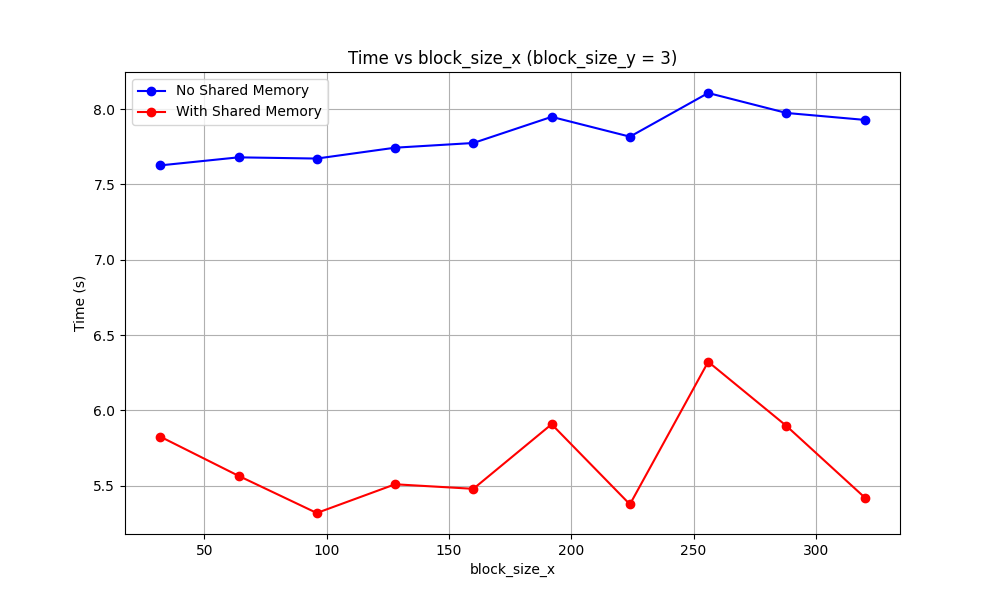 Time vs block_size_x (block_size_y = 3)
No Shared Memory
With Shared Memory
8.0
7.5
7.0
6.5
6.0
5.5
Time (s)
50 100 150 200 250 300
block_size_x